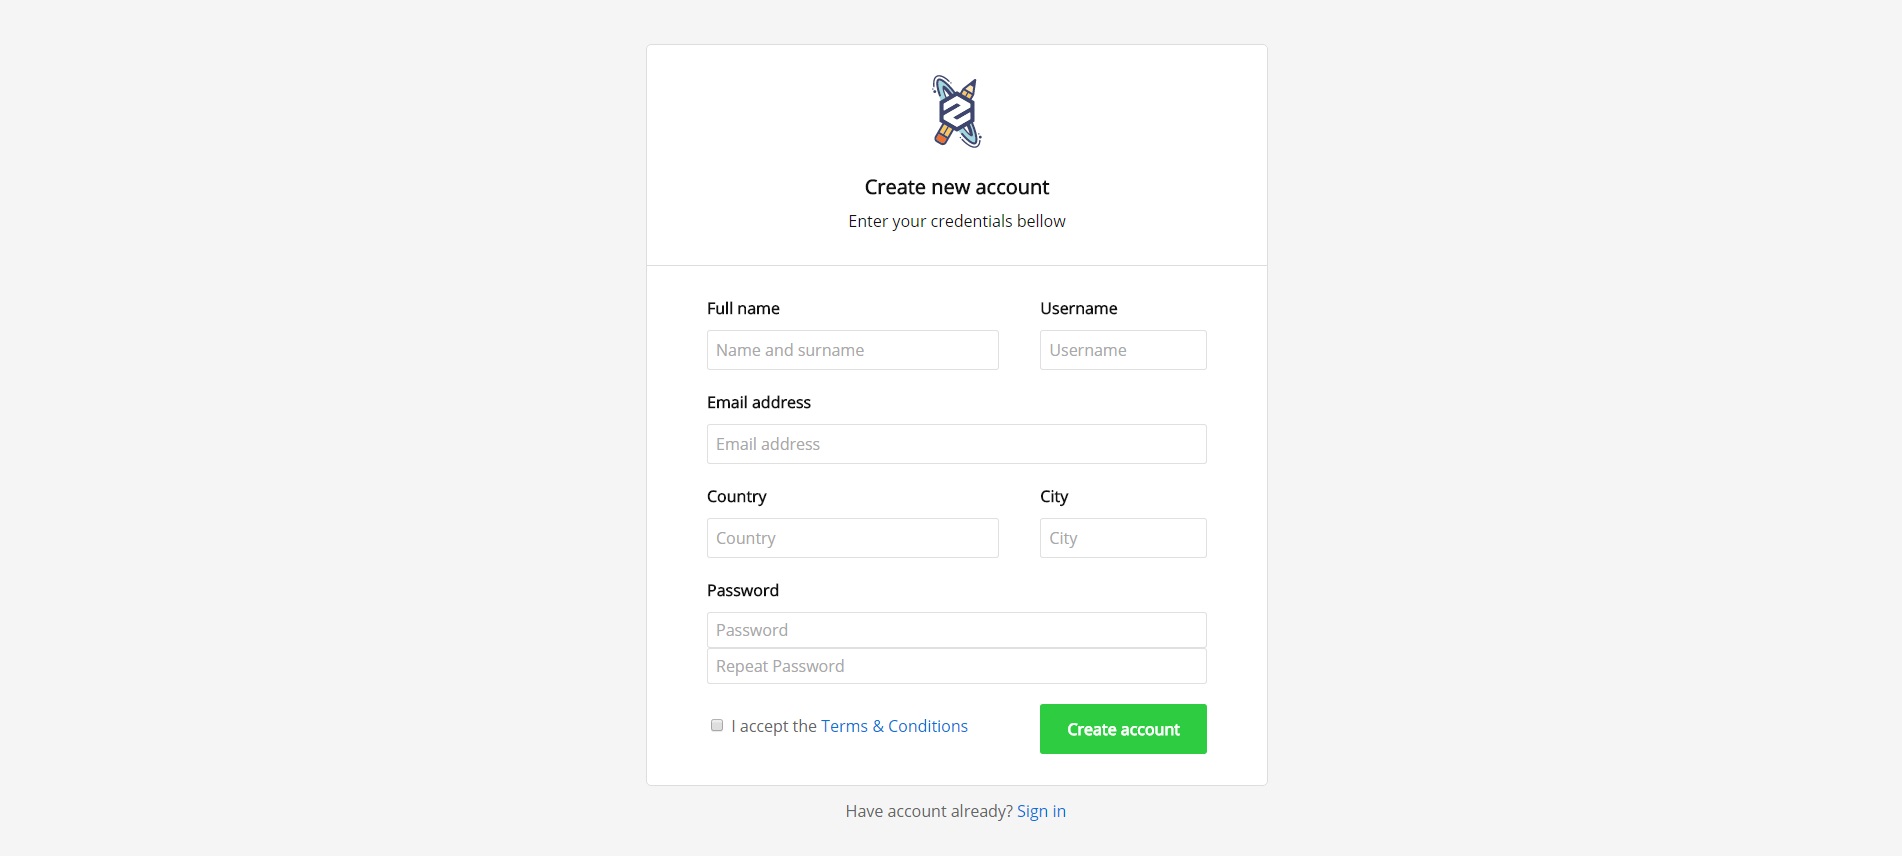 Create new account
Enter your credentials bellow
Full name
Username
Name and surname
Username
Email address
Email address
Country
City
Country
City
Password
Password
Repeat Password
I accept the Terms & Conditions
Create account
Have account already? Sign in